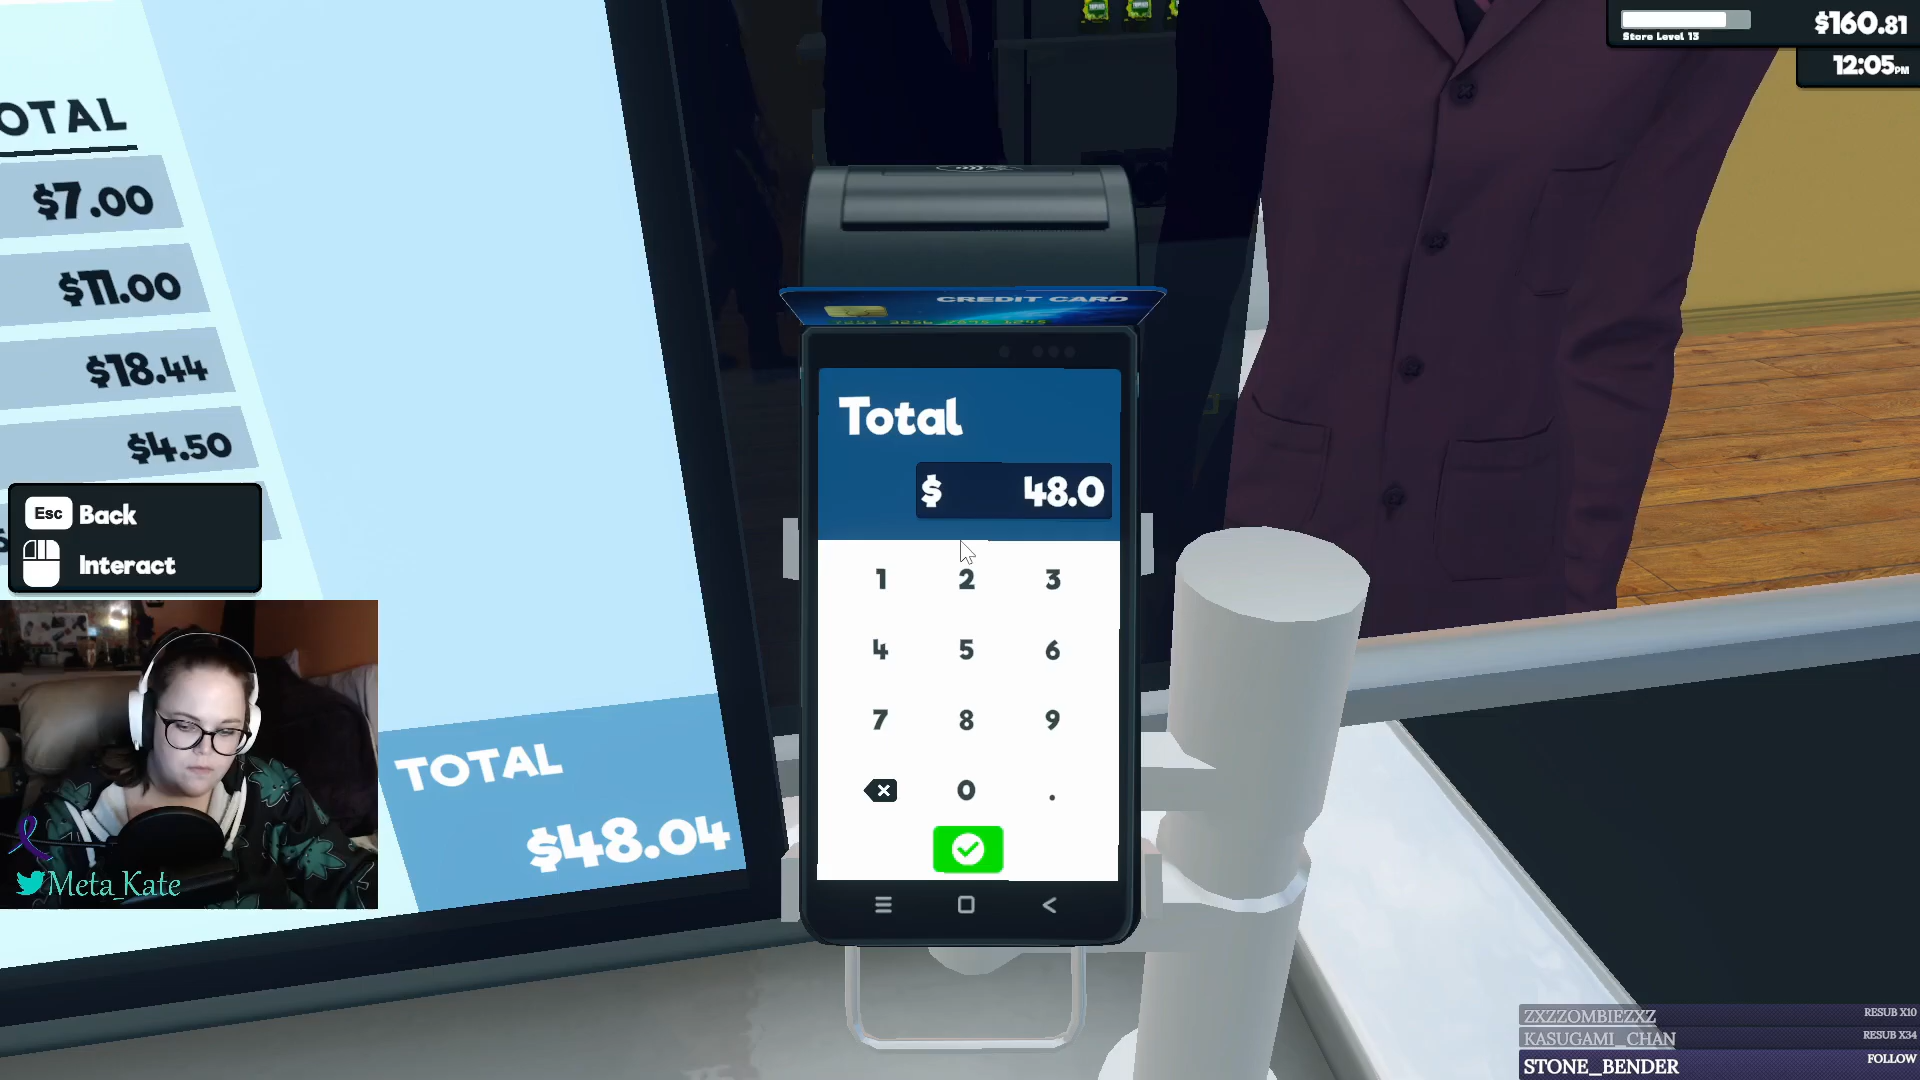 $160.81
Store Level 13
12:05PM
OTAL
$7.00
$11.00
$18.44
$4.50
$
Esc Back
Interact
TOTAL
$48.04
CREDIT CARD
Total
$ 48.0
1 2 3
4 5 6
7 8 9
0 .
Meta_Kate
ZXZZOMBIEZXZ RESUB X10
KASUGAMI_CHAN RESUB X34
STONE_BENDER FOLLOW